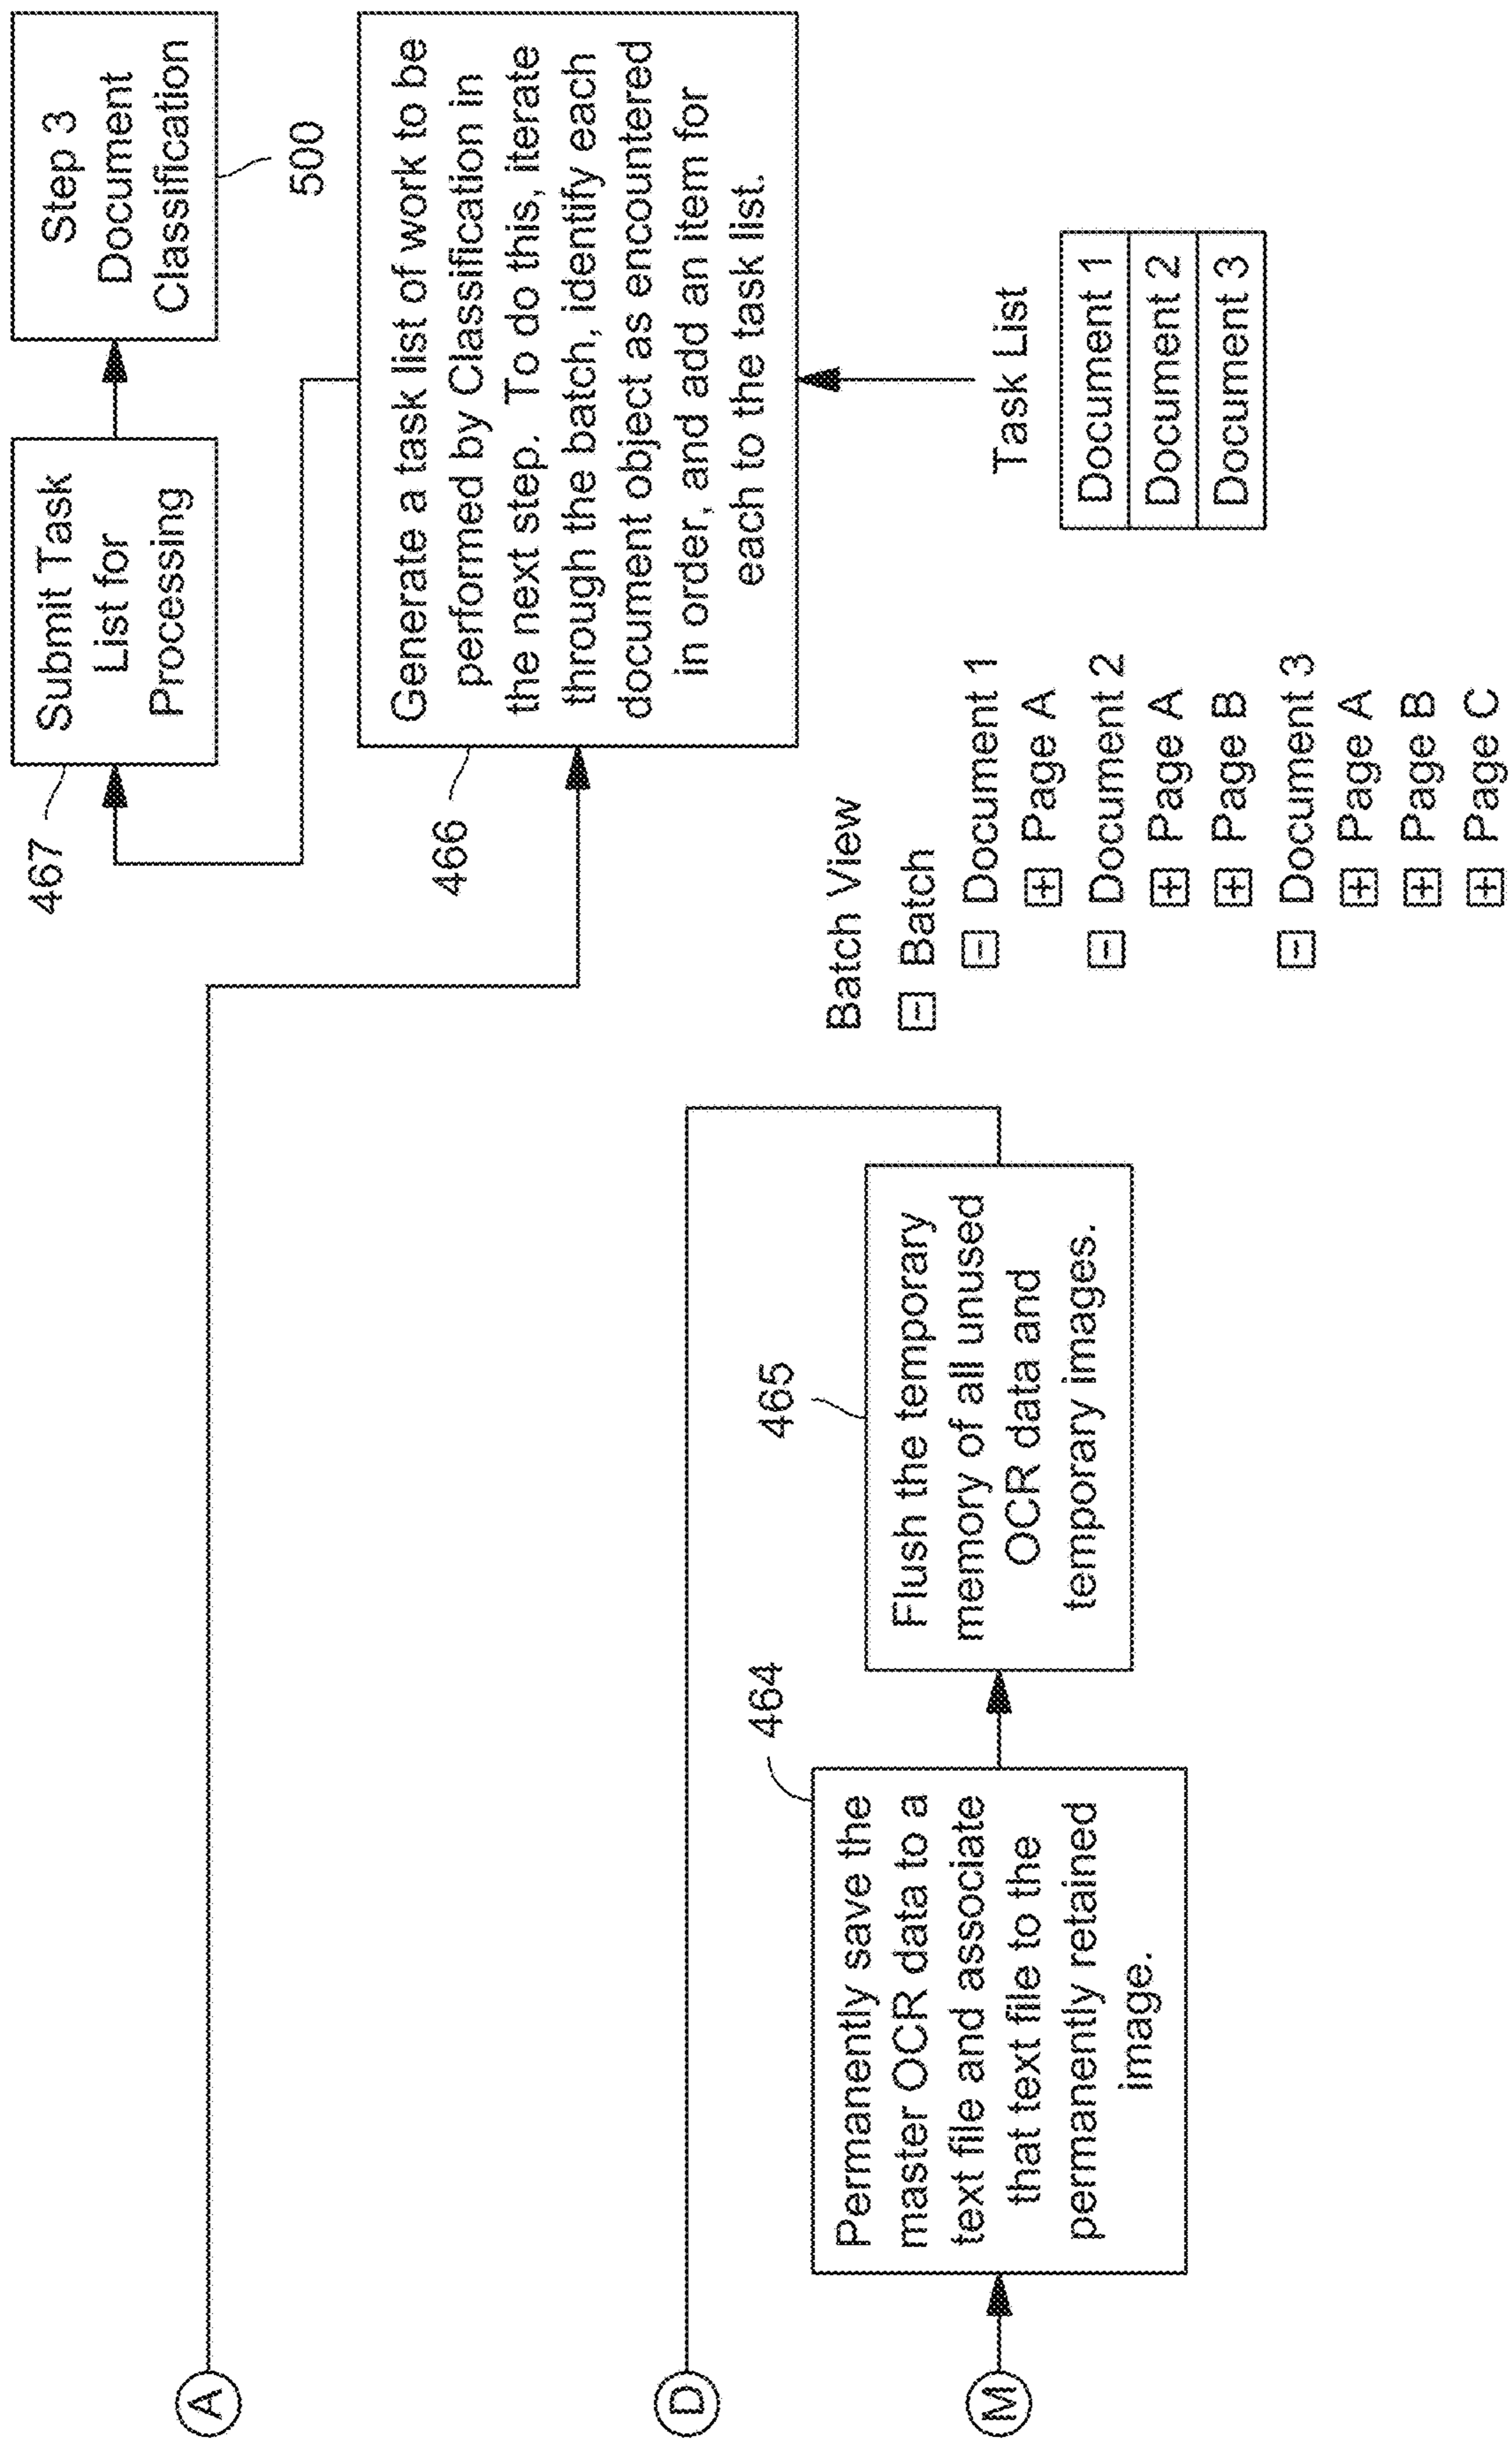 A
Submit Task
List for
Processing
467
Step 3
Document
Classification
500
Generate a task list of work to be
performed by Classification in
the next step. To do this, iterate
through the batch, identify each
document object as encountered
in order, and add an item for
each to the task list.
466
D
M
Permanently save the
master OCR data to a
text file and associate
that text file to the
permanently retained
image.
464
Flush the temporary
memory of all unused
OCR data and
temporary images.
465
Batch View
Batch
Document 1
Page A
Document 2
Page A
Page B
Document 3
Page A
Page B
Page C
Task List
Document 1
Document 2
Document 3